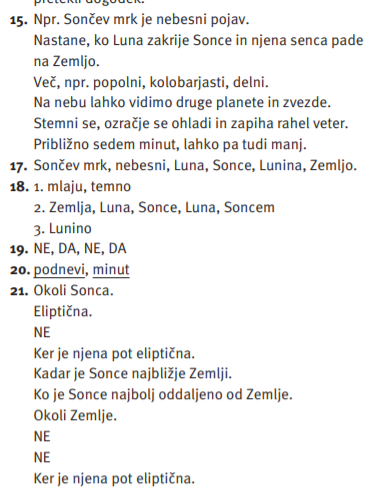 pretekli dogodek.
15. Npr. Sončev mrk je nebesni pojav.
Nastane, ko Luna zakrije Sonce in njena senca pade
na Zemljo.
Več, npr. popolni, kolobarjasti, delni.
Na nebu lahko vidimo druge planete in zvezde.
Stemni se, ozračje se ohladi in zapiha rahel veter.
Približno sedem minut, lahko pa tudi manj.
17. Sončev mrk, nebesni, Luna, Sonce, Lunina, Zemljo.
18. 1. mlaju, temno
2. Zemlja, Luna, Sonce, Luna, Soncem
3. Lunino
19. NE, DA, NE, DA
20. podnevi, minut
21. Okoli Sonca.
Eliptična.
NE
Ker je njena pot eliptična.
Kadar je Sonce najbližje Zemlji.
Ko je Sonce najbolj oddaljeno od Zemlje.
Okoli Zemlje.
NE
NE
Ker je njena pot eliptična.